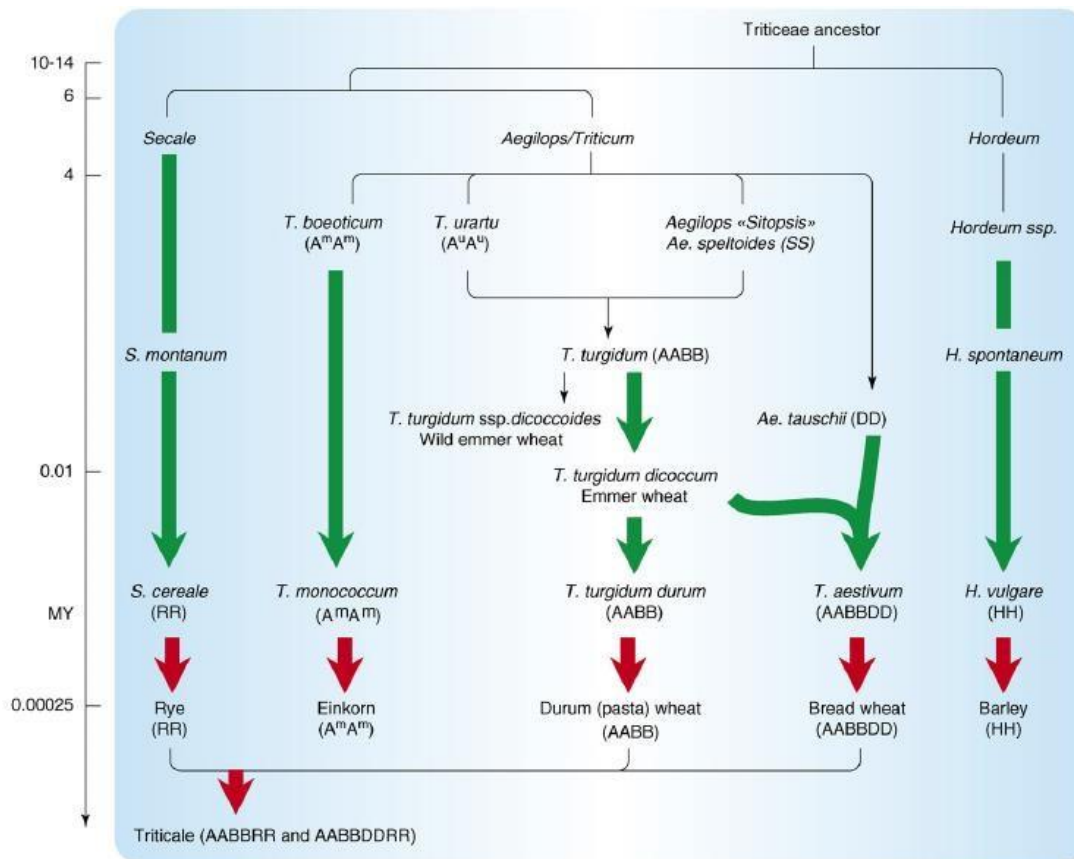 Triticeae ancestor
10-14
6
Secale
Aegilops/Triticum
Hordeum
4
T. boeoticum
(AᵐAᵐ)
T. urartu
(AᵘAᵘ)
Aegilops «Sitopsis»
Ae. speltoides (SS)
Hordeum ssp.
S. montanum
T. turgidum (AABB)
H. spontaneum
T. turgidum ssp.dicoccoides
Wild emmer wheat
Ae. tauschii (DD)
0.01
T. turgidum dicoccum
Emmer wheat
MY
S. cereale
(RR)
T. monococcum
(AᵐAᵐ)
T. turgidum durum
(AABB)
T. aestivum
(AABBDD)
H. vulgare
(HH)
0.00025
Rye
(RR)
Einkorn
(AᵐAᵐ)
Durum (pasta) wheat
(AABB)
Bread wheat
(AABBDD)
Barley
(HH)
Triticale (AABBRR and AABBDDRR)